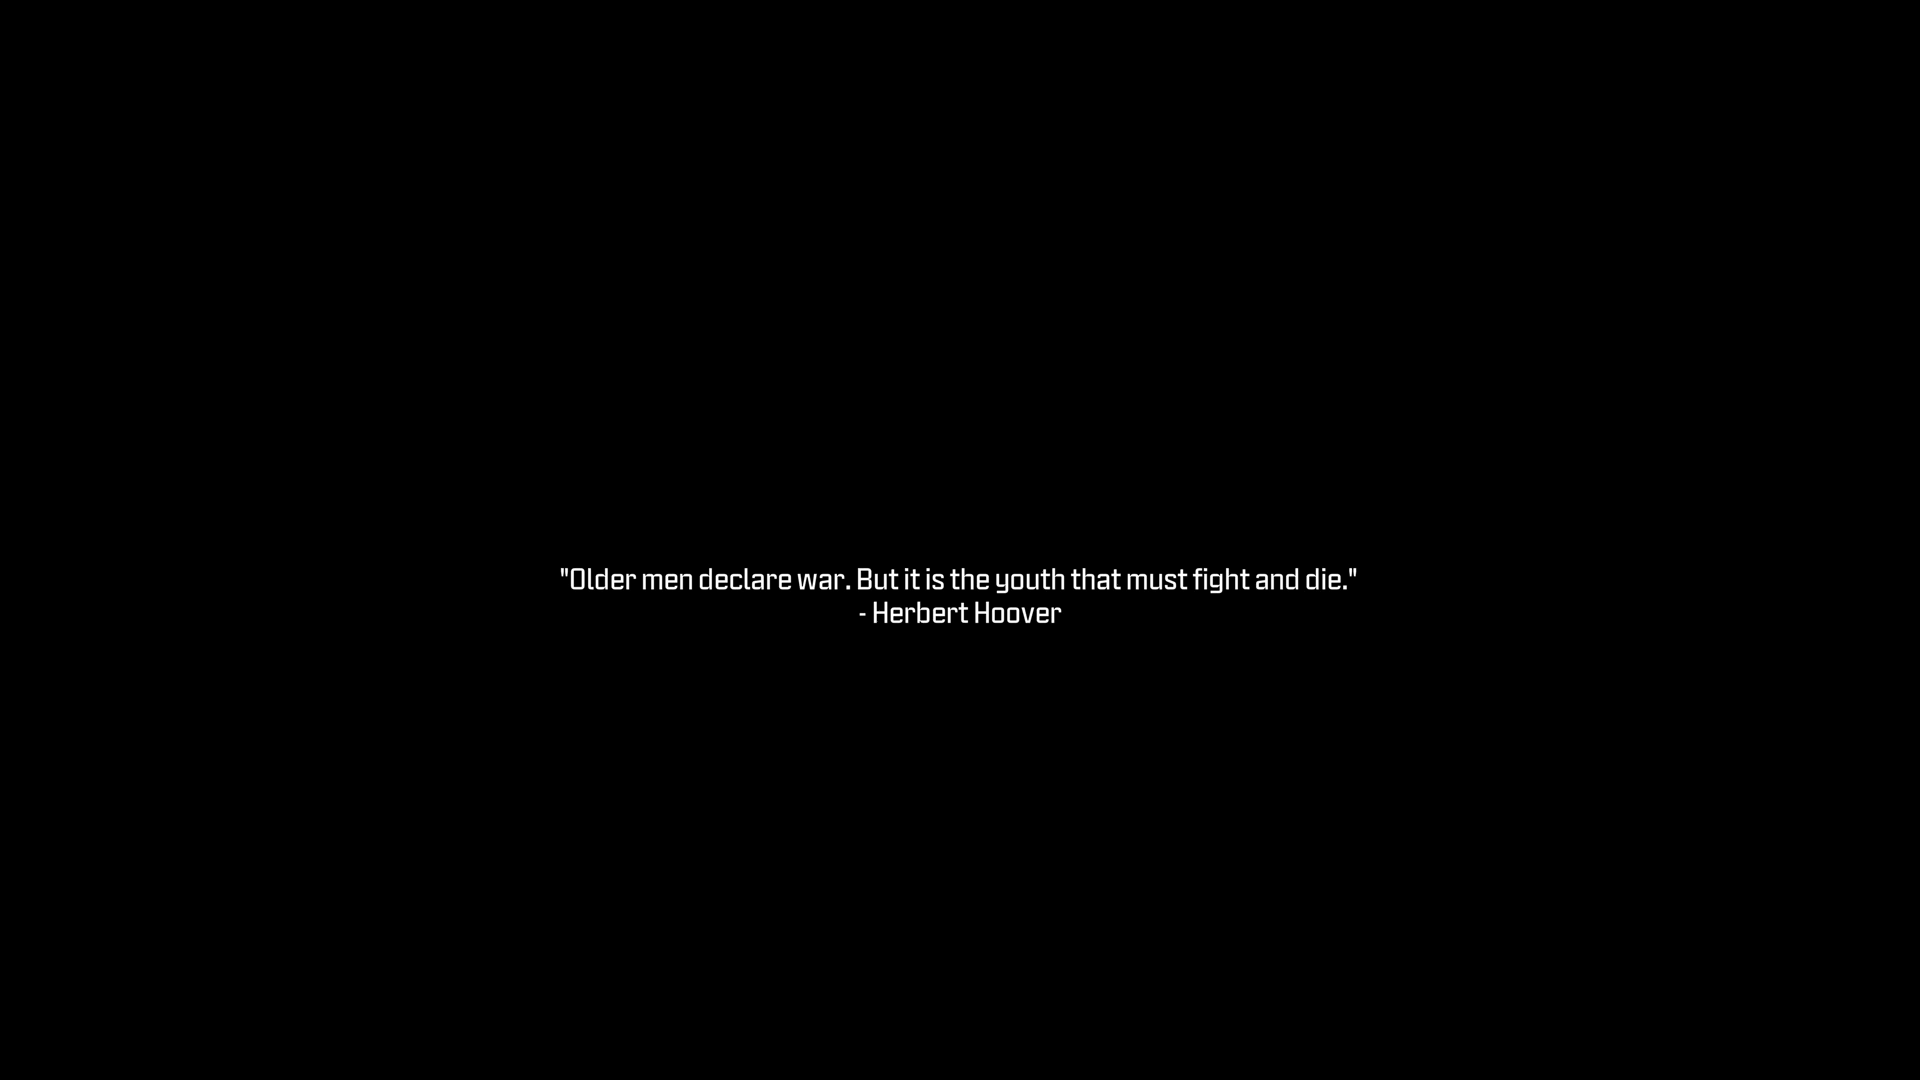 "Older men declare war. But it is the youth that must fight and die."
- Herbert Hoover